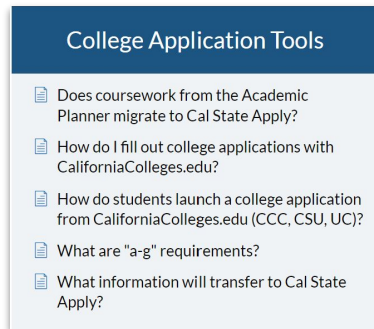 College Application Tools
Does coursework from the Academic
Planner migrate to Cal State Apply?
How do I fill out college applications with
CaliforniaColleges.edu?
How do students launch a college application
from CaliforniaColleges.edu (CCC, CSU, UC)?
What are "a-g" requirements?
What information will transfer to Cal State
Apply?